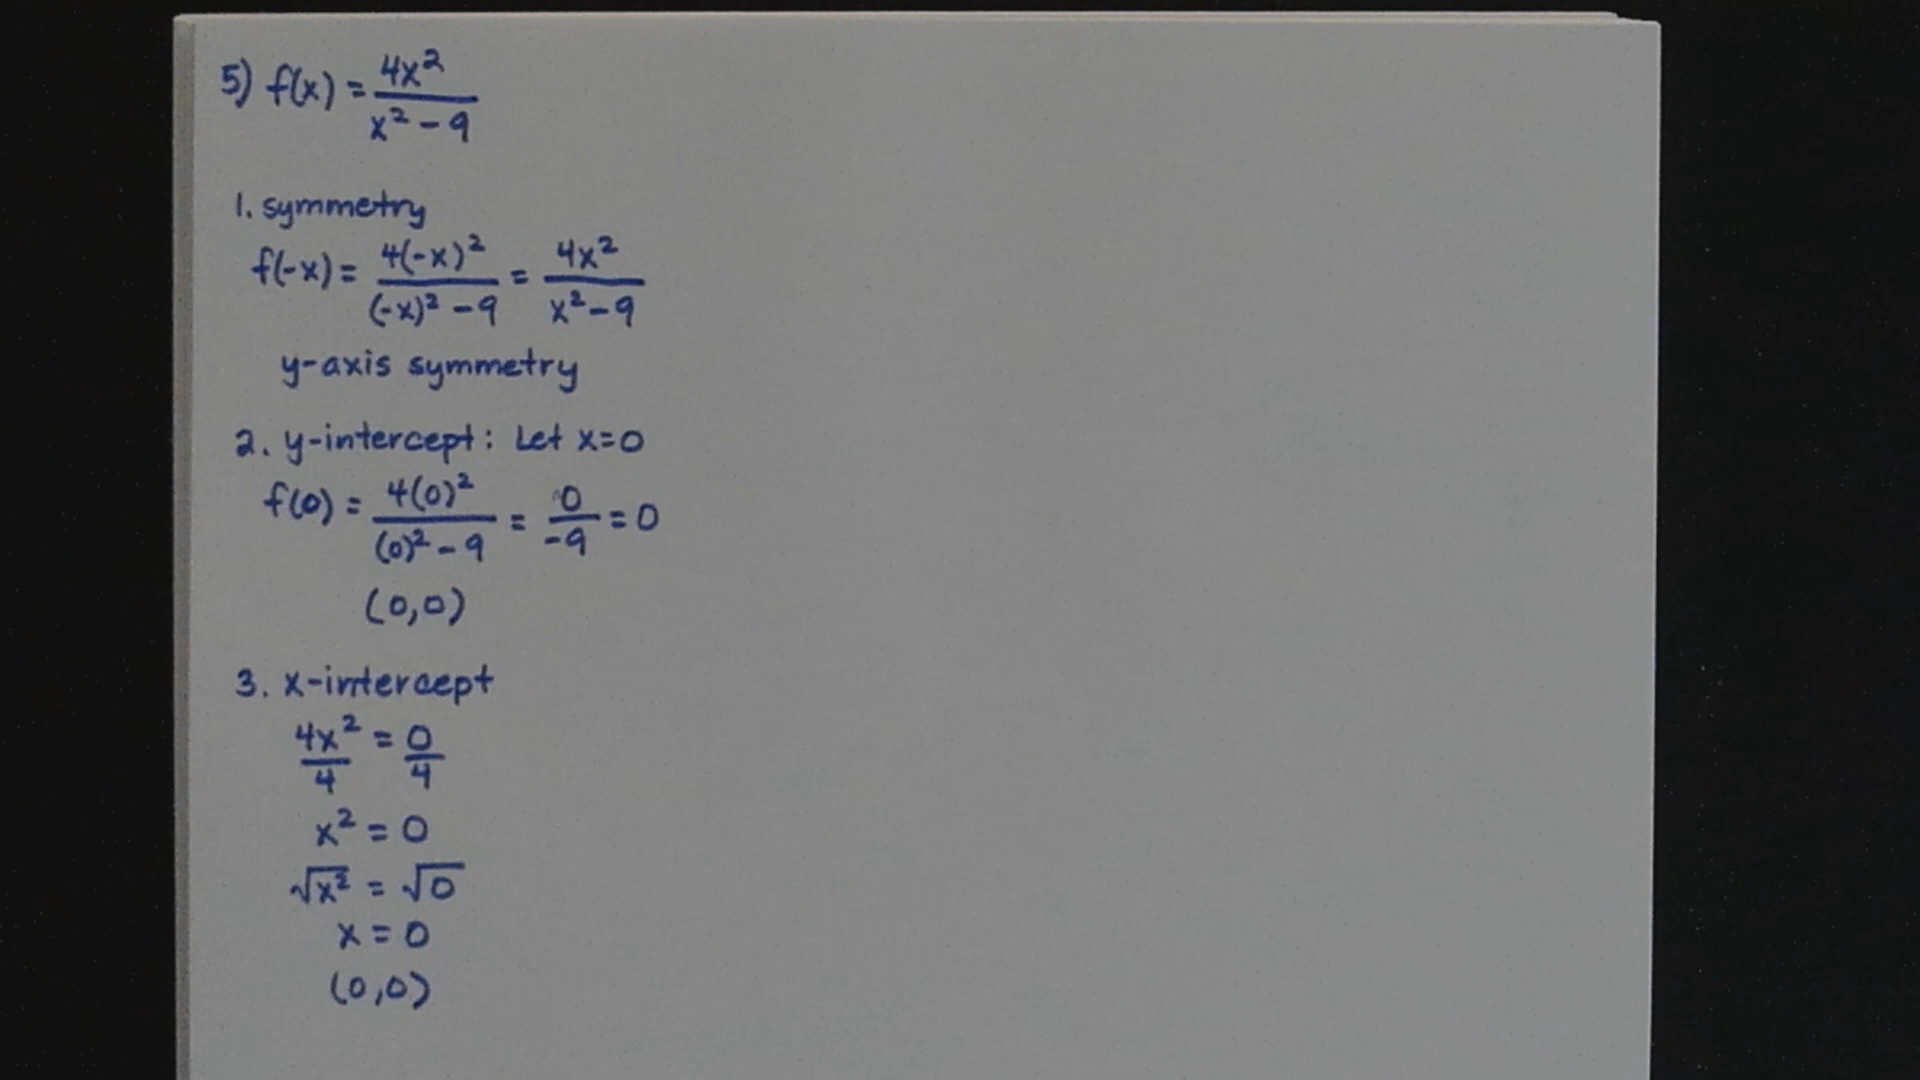 5) f(x) = 4x² / x² - 9
1. symmetry
f(-x) = 4(-x)² / (-x)² - 9 = 4x² / x² - 9
y-axis symmetry
2. y-intercept: Let x=0
f(0) = 4(0)² / (0)² - 9 = 0 / -9 = 0
(0,0)
3. x-intercept
4x² / 4 = 0 / 4
x² = 0
√x² = √0
x = 0
(0,0)